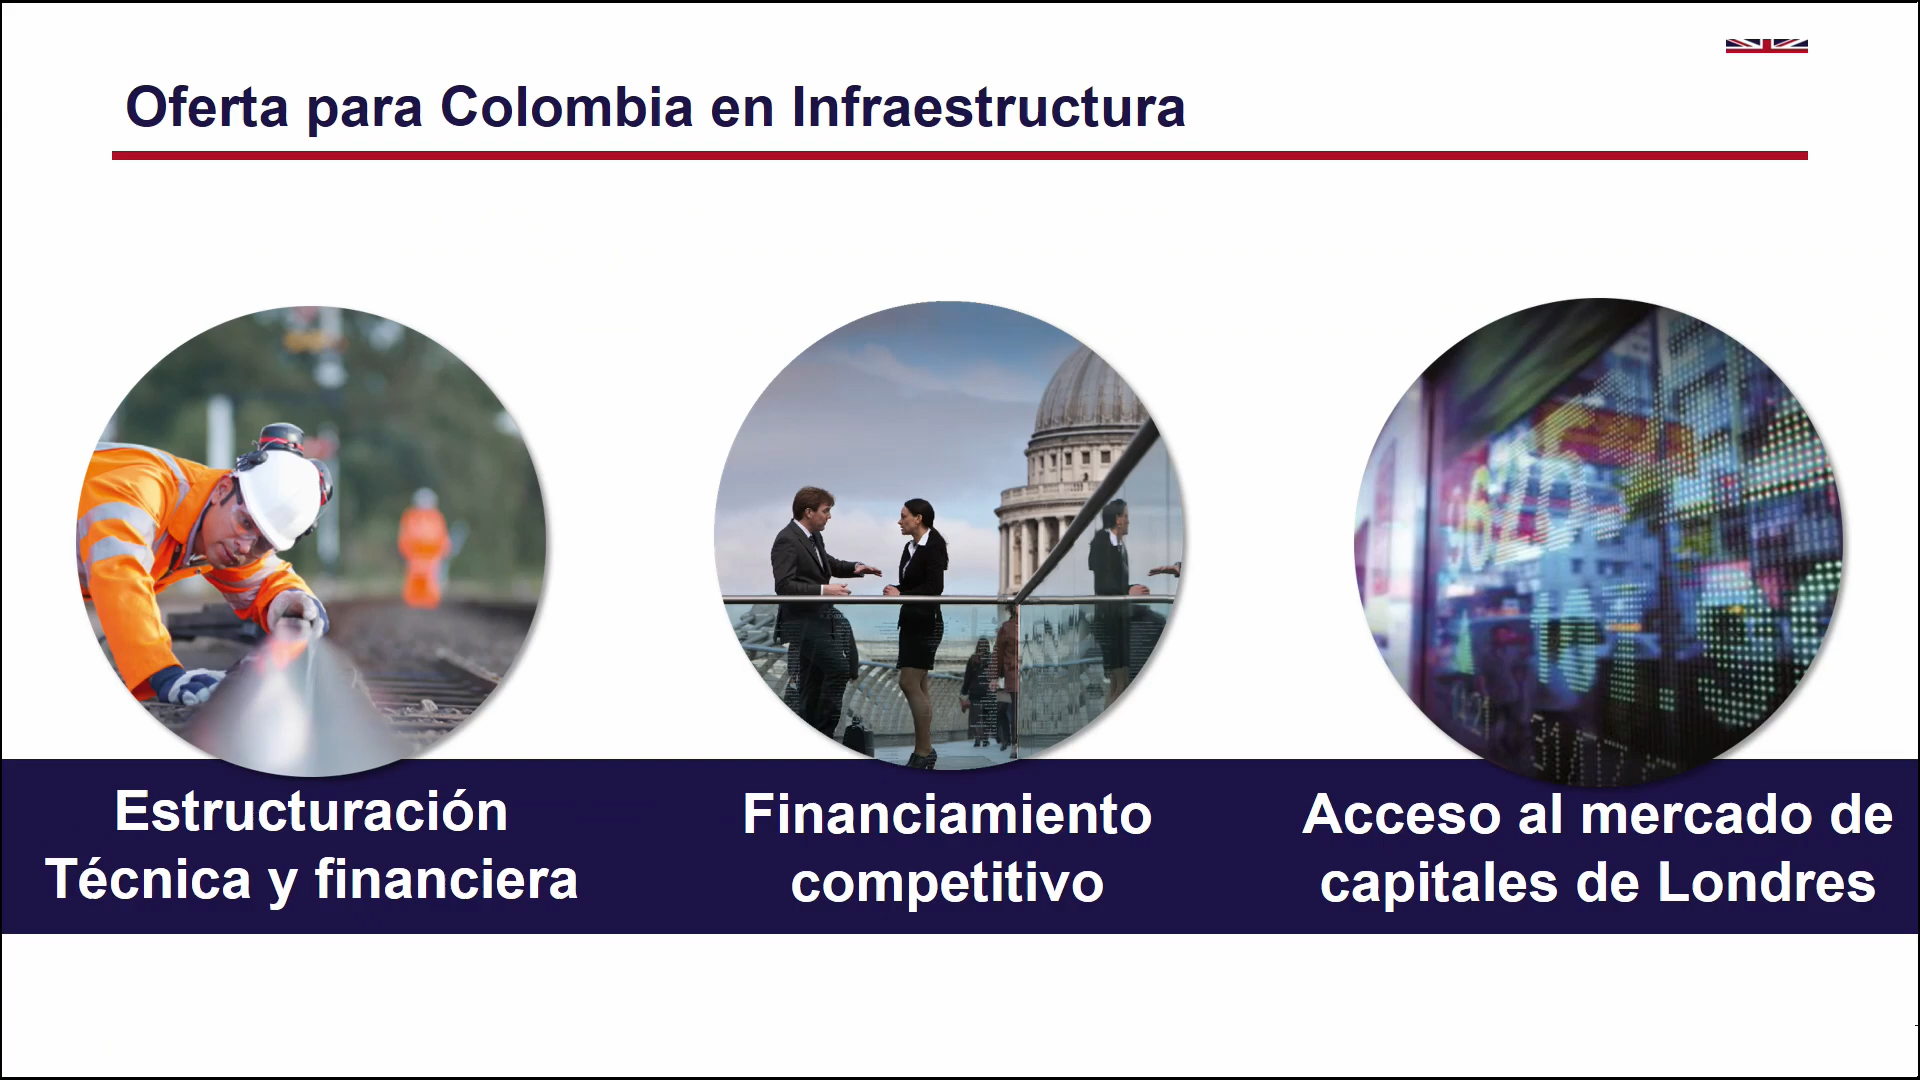 Oferta para Colombia en Infraestructura
Estructuración
Técnica y financiera
Financiamiento
competitivo
Acceso al mercado de
capitales de Londres